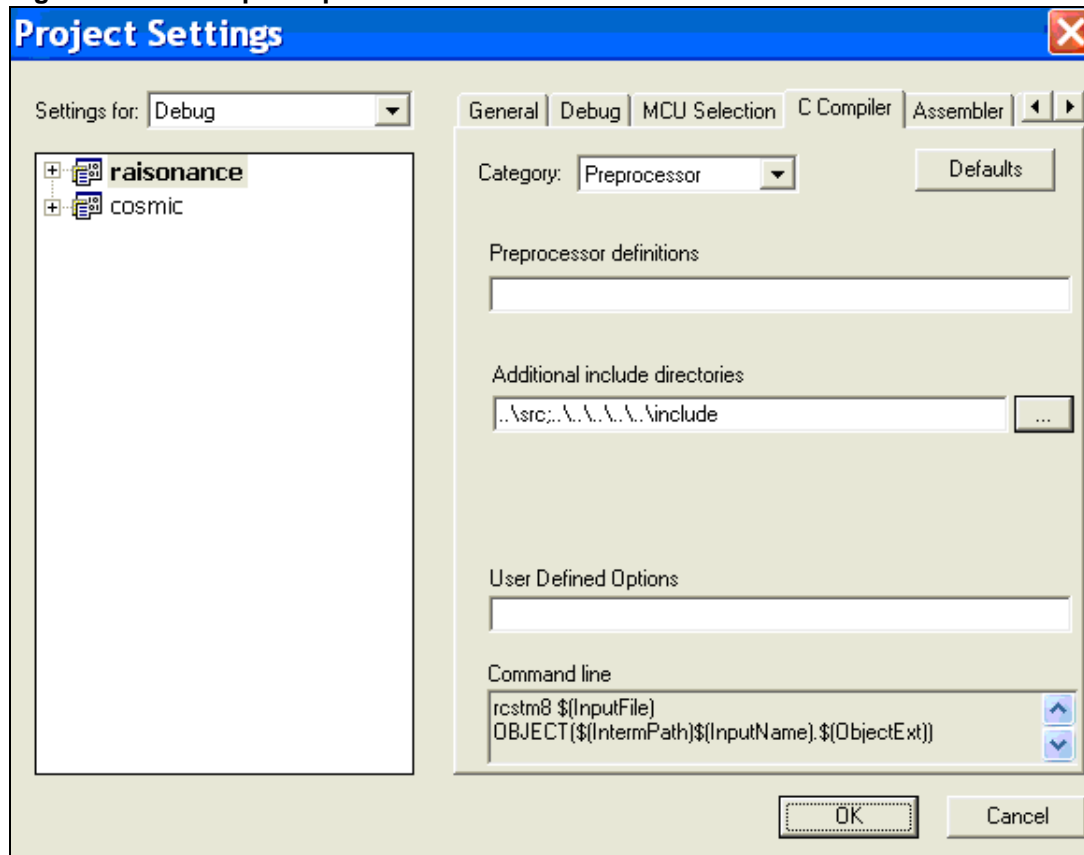 Project Settings
Settings for: Debug
General Debug MCU Selection C Compiler Assembler
raisonance
cosmic
Category: Preprocessor Defaults
Preprocessor definitions
Additional include directories
..\src;..\..\..\..\..\include ...
User Defined Options
Command line
rcstm8 $(InputFile)
OBJECT($(IntermPath)$(InputName).$(ObjectExt))
OK Cancel